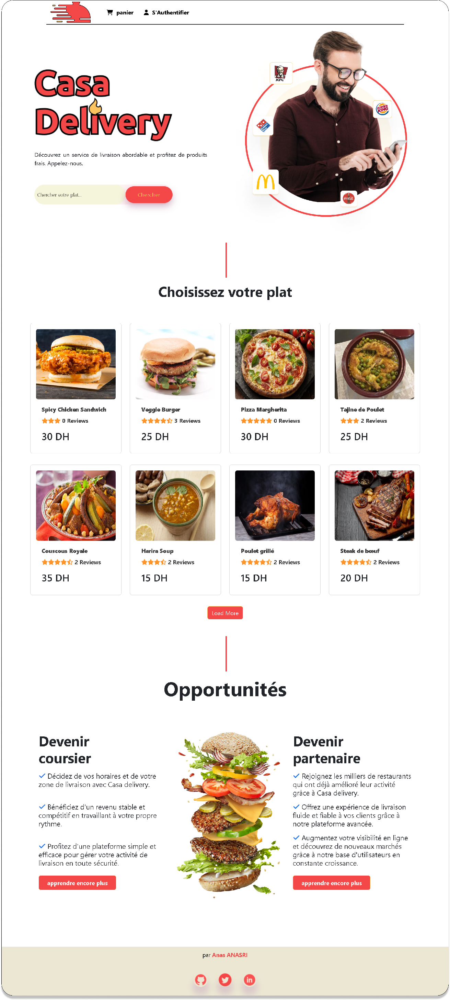 panier S'Authentifier
Casa
Delivery
KFC
BURGER
KING
Domino's
Pizza
Coca-Cola
Découvrez un service de livraison abordable et profitez de produits
frais. Appelez-nous.
Chercher votre plat... Chercher
Choisissez votre plat
Spicy Chicken Sandwich
0 Reviews
30 DH
Veggie Burger
3 Reviews
25 DH
Pizza Margherita
0 Reviews
30 DH
Tajine de Poulet
2 Reviews
25 DH
Couscous Royale
2 Reviews
35 DH
Harira Soup
2 Reviews
15 DH
Poulet grillé
2 Reviews
15 DH
Steak de bœuf
2 Reviews
20 DH
Load More
Opportunités
Devenir
coursier
Décidez de vos horaires et de votre
zone de livraison avec Casa delivery.
Bénéficiez d'un revenu stable et
compétitif en travaillant à votre propre
rythme.
Profitez d'une plateforme simple et
efficace pour gérer votre activité de
livraison en toute sécurité.
apprendre encore plus
Devenir
partenaire
Rejoignez les milliers de restaurants
qui ont déjà amélioré leur activité
grâce à Casa delivery.
Offrez une expérience de livraison
fluide et fiable à vos clients grâce à
notre plateforme avancée.
Augmentez votre visibilité en ligne
et découvrez de nouveaux marchés
grâce à notre base d'utilisateurs en
constante croissance.
apprendre encore plus
par Anas ANASRI
in